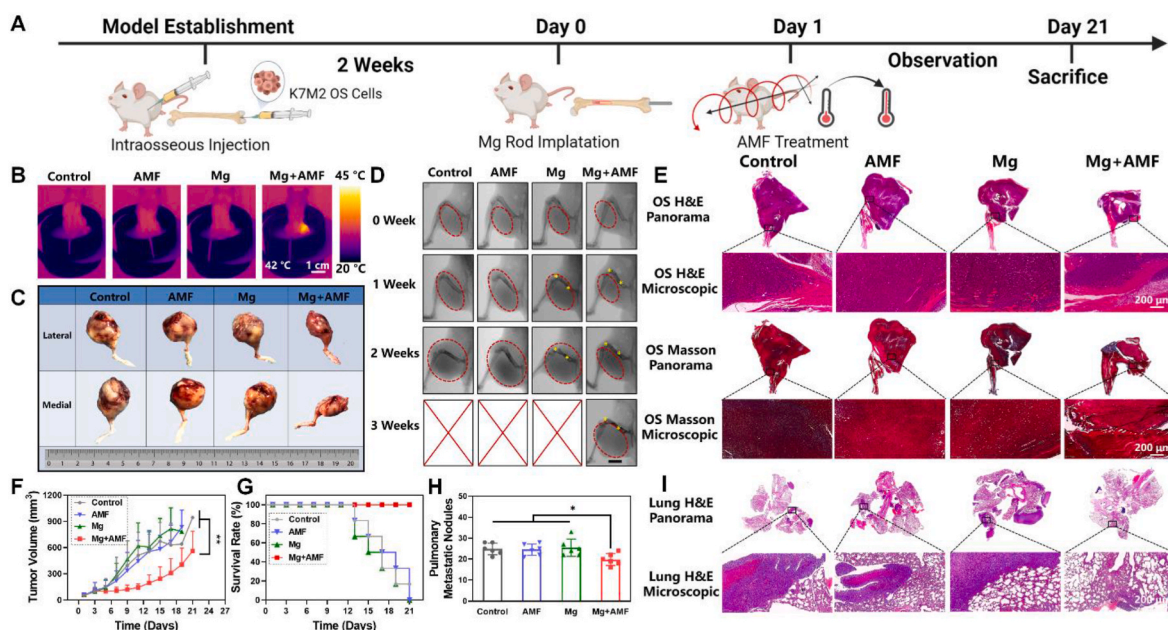 A
Model Establishment
Day 0
Day 1
Day 21
2 Weeks
Observation
Sacrifice
K7M2 OS Cells
Intraosseous Injection
Mg Rod Implatation
AMF Treatment
B
Control
AMF
Mg
Mg+AMF
45 °C
42 °C
1 cm
20 °C
C
Control
AMF
Mg
Mg+AMF
Lateral
Medial
0 1 2 3 4 5 6 7 8 9 10 11 12 13 14 15 16 17 18 19 20
D
Control
AMF
Mg
Mg+AMF
0 Week
1 Week
2 Weeks
3 Weeks
E
Control
AMF
Mg
Mg+AMF
OS H&E
Panorama
OS H&E
Microscopic
200 μm
OS Masson
Panorama
OS Masson
Microscopic
200 μm
F
Tumor Volume (mm³)
1200
900
600
300
0
Control
AMF
Mg
Mg+AMF
**
0 3 6 9 12 15 18 21 24 27
Time (Days)
G
Survival Rate (%)
100
80
60
40
20
0
Control
AMF
Mg
Mg+AMF
0 3 6 9 12 15 18 21
Time (Days)
H
Pulmonary
Metastatic Nodules
50
40
30
20
10
0
*
Control
AMF
Mg
Mg+AMF
I
Lung H&E
Panorama
Lung H&E
Microscopic
200 μm